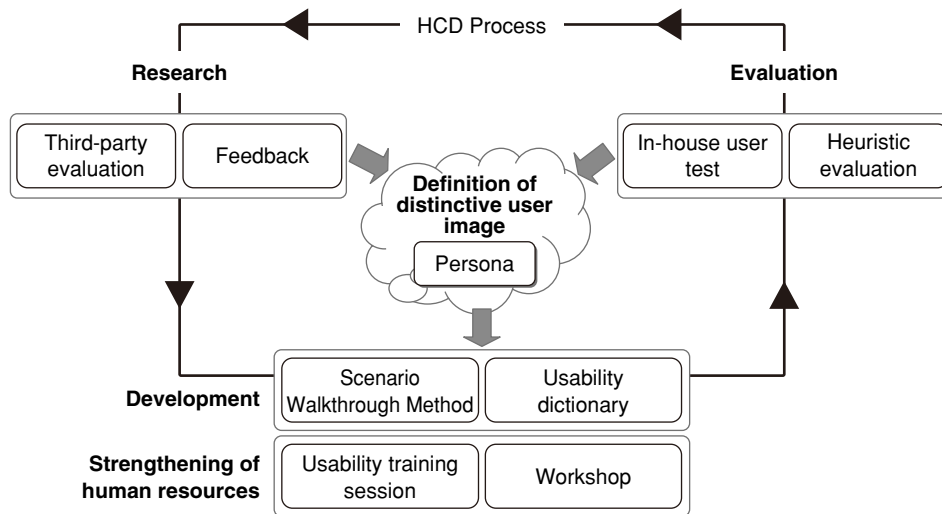 HCD Process
Research
Evaluation
Third-party
evaluation
Feedback
In-house user
test
Heuristic
evaluation
Definition of
distinctive user
image
Persona
Development
Scenario
Walkthrough Method
Usability
dictionary
Strengthening of
human resources
Usability training
session
Workshop